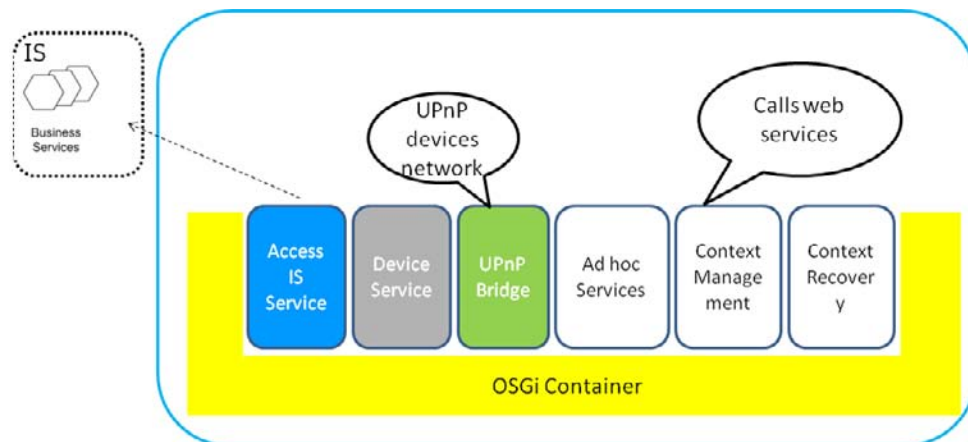 IS
Business
Services
UPnP
devices
network
Calls web
services
Access
IS
Service
Device
Service
UPnP
Bridge
Ad hoc
Services
Context
Manage
ment
Context
Recover
y
OSGi Container